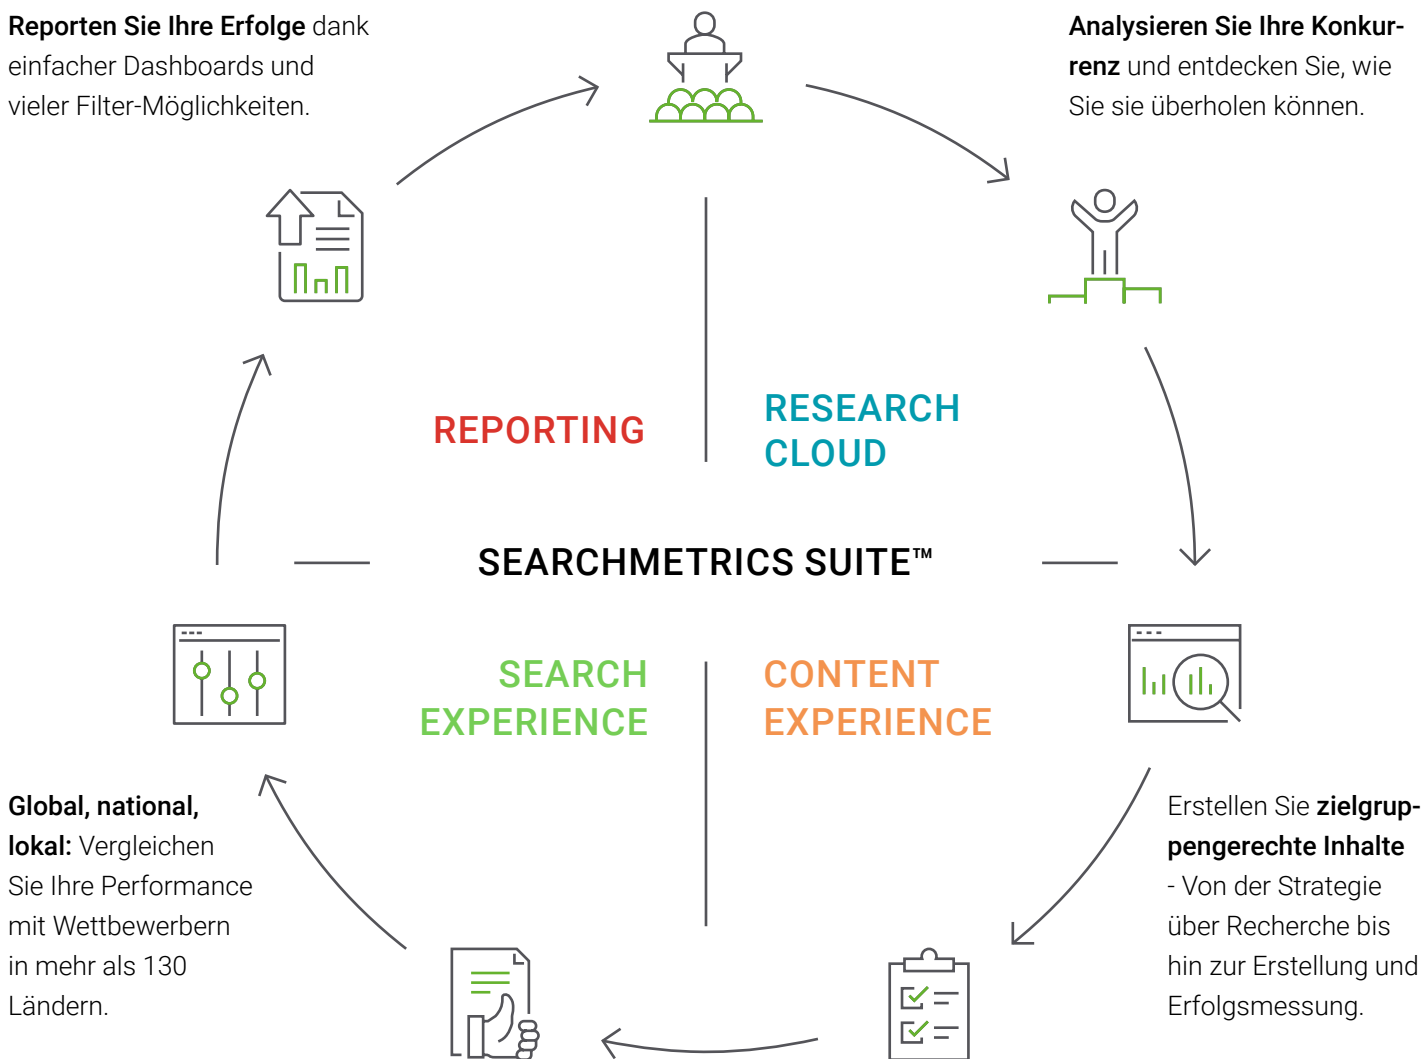 Reporten Sie Ihre Erfolge dank
einfacher Dashboards und
vieler Filter-Möglichkeiten.
Analysieren Sie Ihre Konkur-
renz und entdecken Sie, wie
Sie sie überholen können.
REPORTING
RESEARCH
CLOUD
SEARCHMETRICS SUITE™
SEARCH
EXPERIENCE
CONTENT
EXPERIENCE
Global, national,
lokal: Vergleichen
Sie Ihre Performance
mit Wettbewerbern
in mehr als 130
Ländern.
Erstellen Sie zielgrup-
pengerechte Inhalte
- Von der Strategie
über Recherche bis
hin zur Erstellung und
Erfolgsmessung.